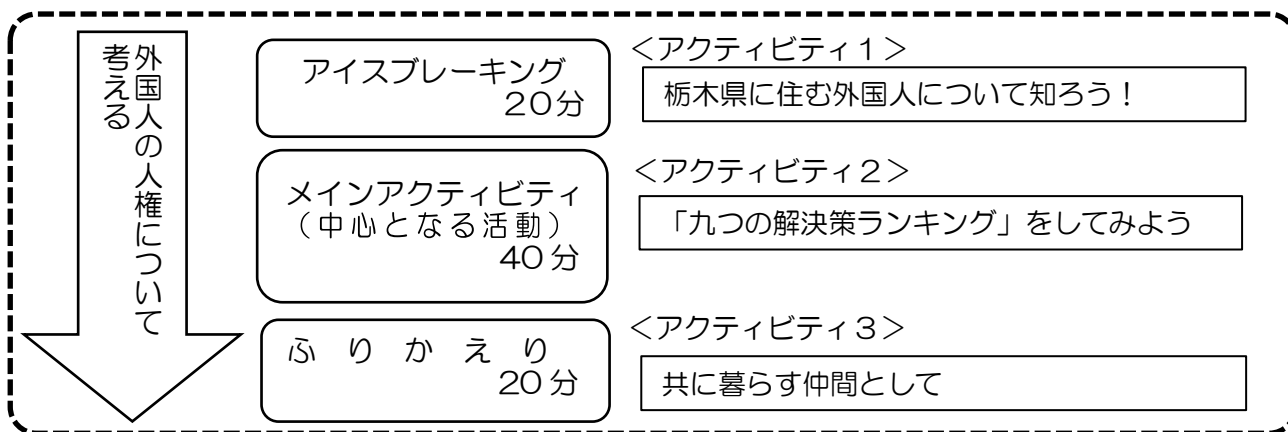 外国人の人権について
考える
アイスブレーキング
20分
<アクティビティ1>
栃木県に住む外国人について知ろう!
メインアクティビティ
(中心となる活動)
40分
<アクティビティ2>
「九つの解決策ランキング」をしてみよう
ふりかえり
20分
<アクティビティ3>
共に暮らす仲間として